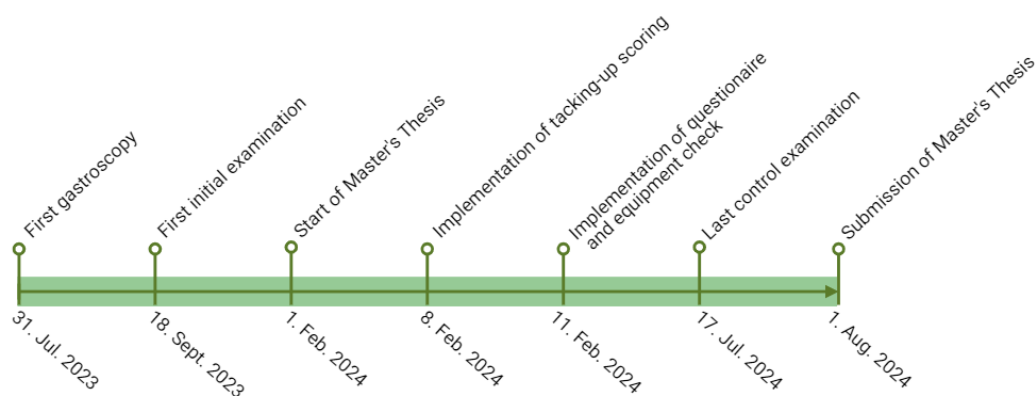 First gastroscopy
First initial examination
Start of Master's Thesis
Implementation of tacking-up scoring
Implementation of questionaire
and equipment check
Last control examination
Submission of Master's Thesis
31. Jul. 2023
18. Sept. 2023
1. Feb. 2024
8. Feb. 2024
11. Feb. 2024
17. Jul. 2024
1. Aug. 2024